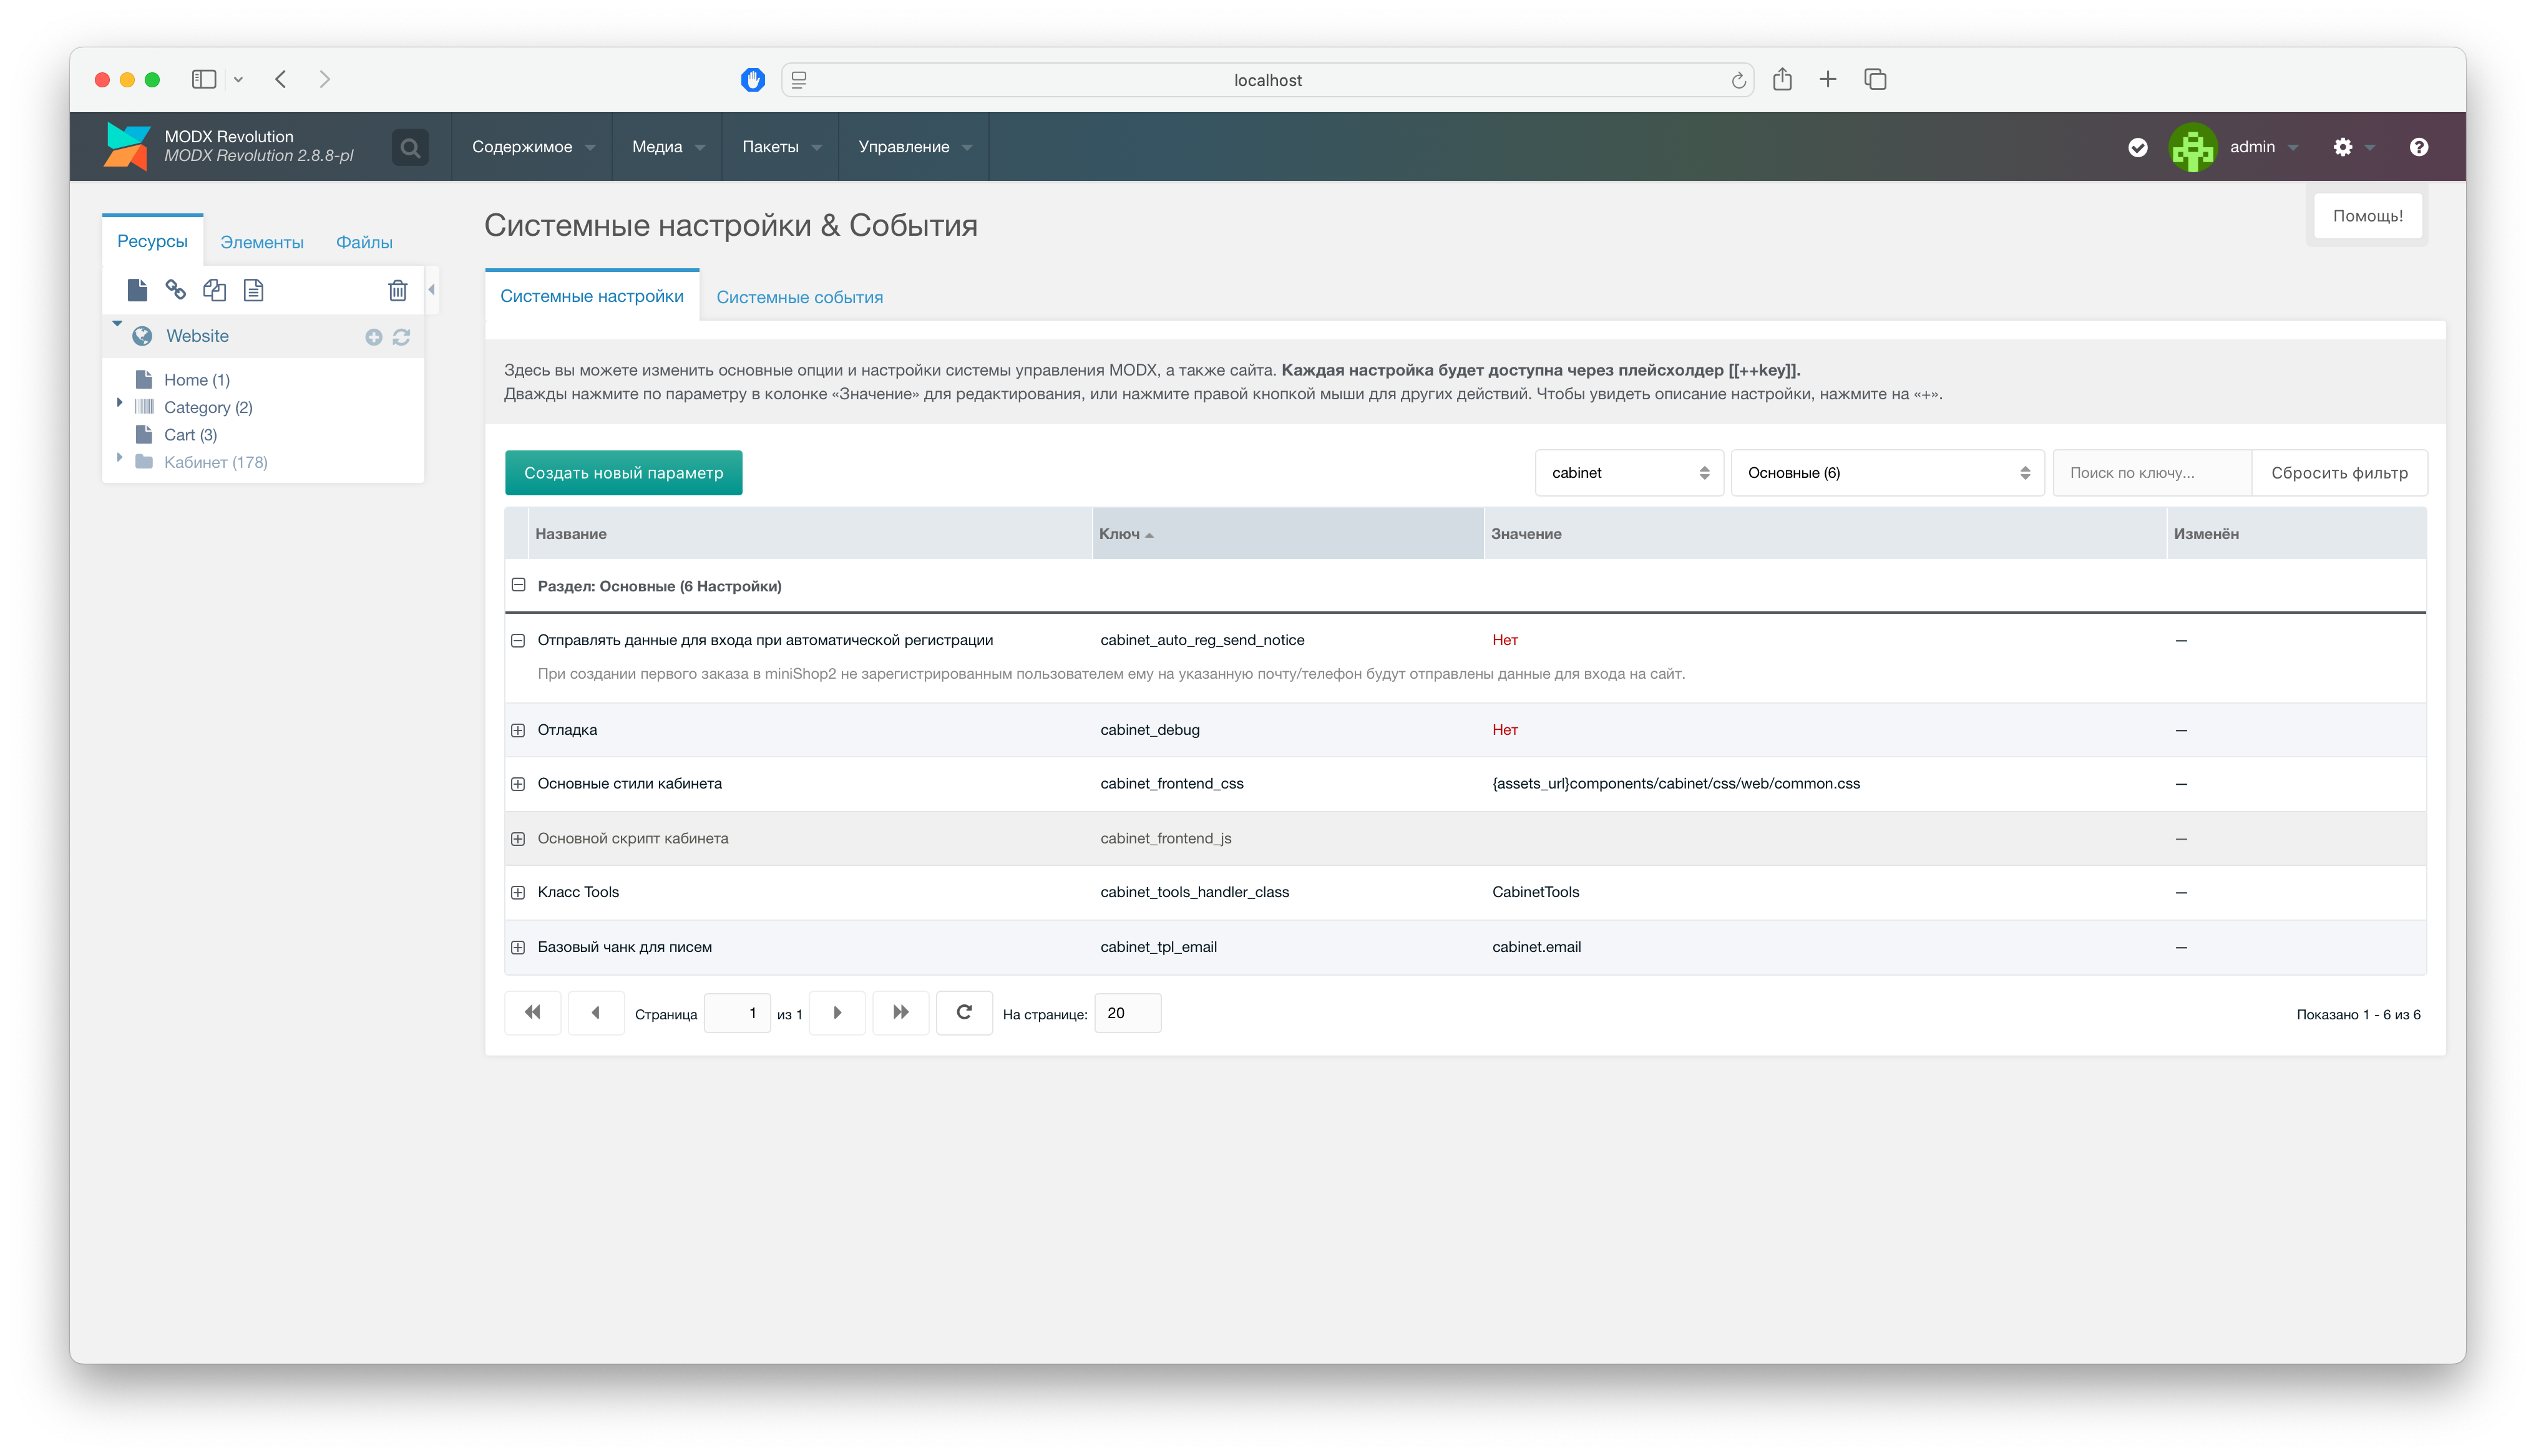 localhost
MODX Revolution
MODX Revolution 2.8.8-pl
Содержимое
Медиа
Пакеты
Управление
admin
Ресурсы
Элементы
Файлы
Website
Home (1)
Category (2)
Cart (3)
Кабинет (178)
Системные настройки & События
Помощь!
Системные настройки
Системные события
Здесь вы можете изменить основные опции и настройки системы управления MODX, а также сайта. Каждая настройка будет доступна через плейсхолдер [[++key]].
Дважды нажмите по параметру в колонке «Значение» для редактирования, или нажмите правой кнопкой мыши для других действий. Чтобы увидеть описание настройки, нажмите на «+».
Создать новый параметр
cabinet
Основные (6)
Поиск по ключу...
Сбросить фильтр
Название Ключ Значение Изменён
Раздел: Основные (6 Настройки)
Отправлять данные для входа при автоматической регистрации cabinet_auto_reg_send_notice Нет —
При создании первого заказа в miniShop2 не зарегистрированным пользователем ему на указанную почту/телефон будут отправлены данные для входа на сайт.
Отладка cabinet_debug Нет —
Основные стили кабинета cabinet_frontend_css {assets_url}components/cabinet/css/web/common.css —
Основной скрипт кабинета cabinet_frontend_js —
Класс Tools cabinet_tools_handler_class CabinetTools —
Базовый чанк для писем cabinet_tpl_email cabinet.email —
Страница 1 из 1 На странице: 20 Показано 1 - 6 из 6